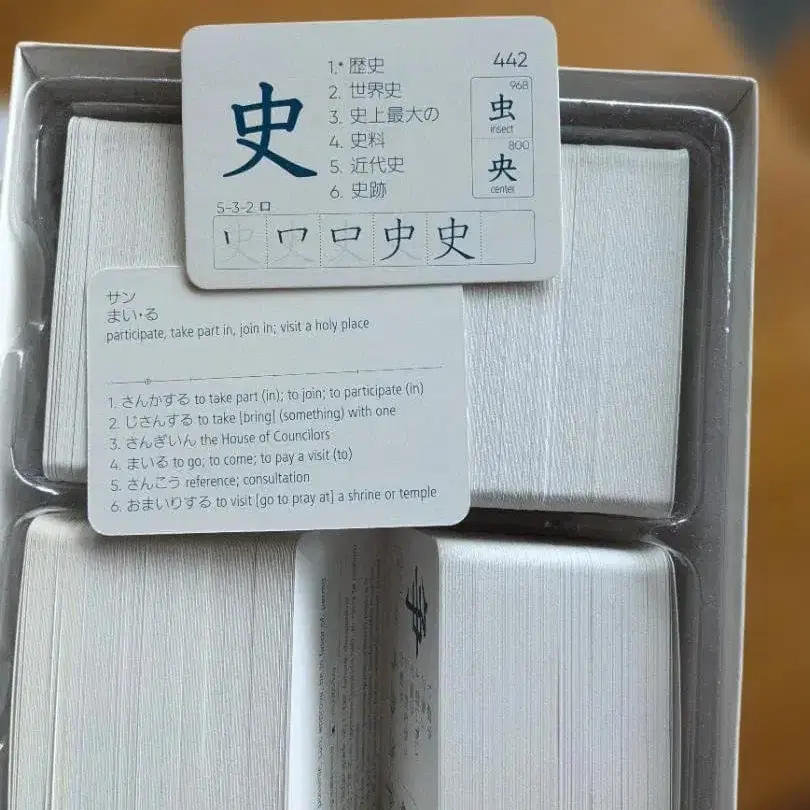 442
史
1.* 歴史
2. 世界史
3. 史上最大の
4. 史料
5. 近代史
6. 史跡
968
虫
insect
800
央
center
5-3-2 口
史 史 史 史 史
サン
まい・る
participate, take part in, join in; visit a holy place
1. さんかする to take part (in); to join; to participate (in)
2. じさんする to take [bring] (something) with one
3. さんぎいん the House of Councilors
4. まいる to go; to come; to pay a visit (to)
5. さんこう reference; consultation
6. おまいりする to visit [go to pray at] a shrine or temple